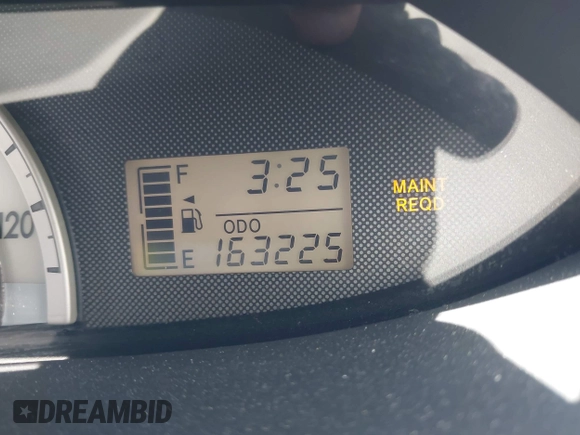 F 3:25
MAINT
REQD
120
ODO
E 163225
DREAMBID